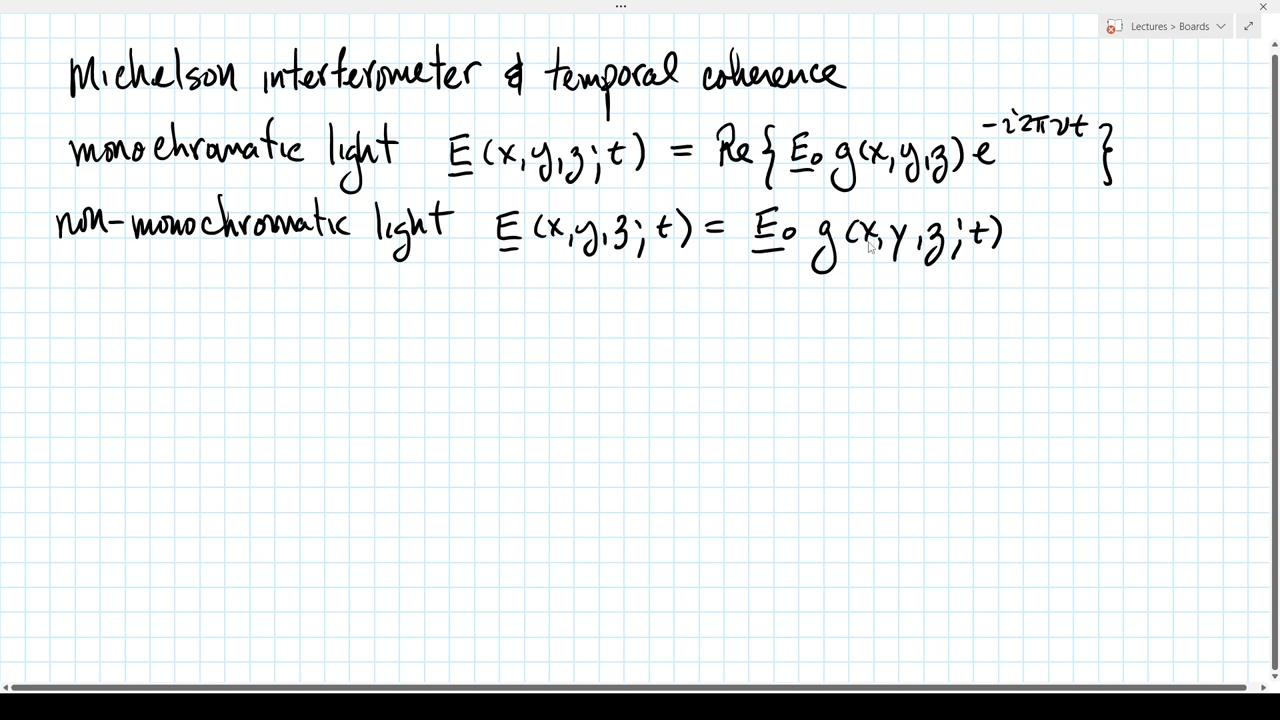 ...
Lectures > Boards
Michelson interferometer & temporal coherence
monochromatic light E(x,y,z;t) = Re{E₀ g(x,y,z) e^{-i2πνt}}
non-monochromatic light E(x,y,z;t) = E₀ g(x,y,z;t)